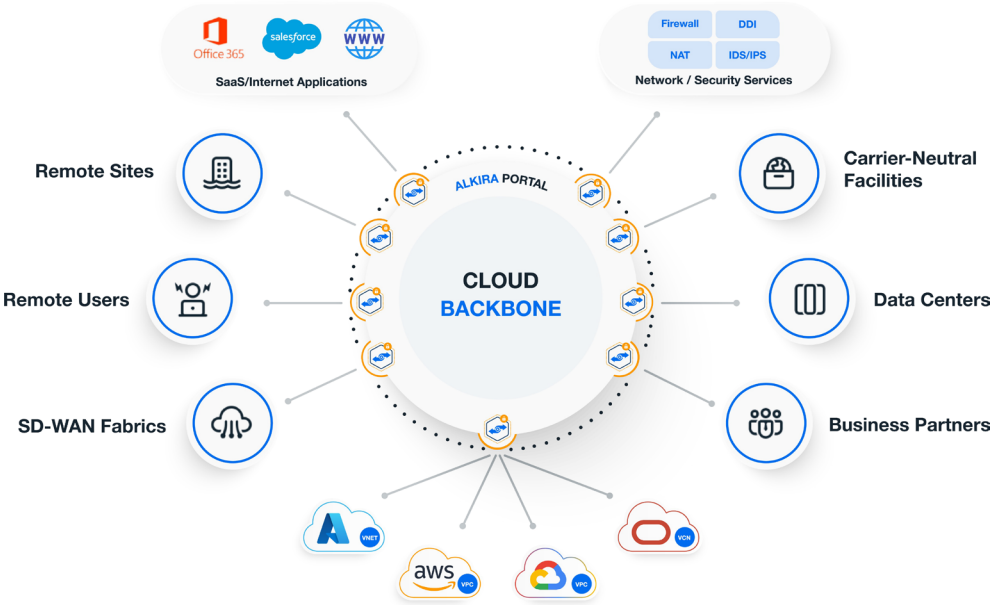 Office 365
salesforce
WWW
SaaS/Internet Applications
Firewall
DDI
NAT
IDS/IPS
Network / Security Services
Remote Sites
Carrier-Neutral
Facilities
ALKIRA PORTAL
Remote Users
CLOUD
BACKBONE
Data Centers
SD-WAN Fabrics
Business Partners
VNET
aws
VPC
VPC
VCN